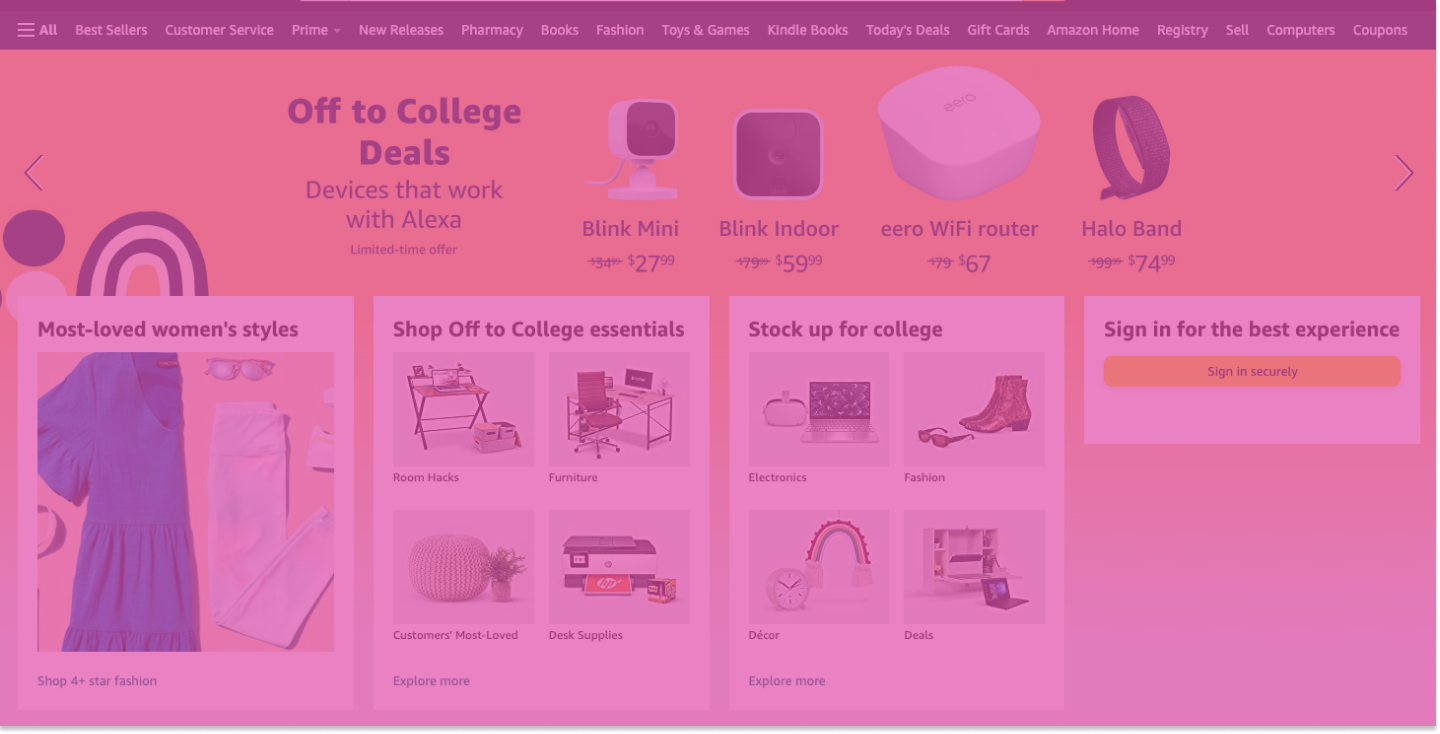 All Best Sellers Customer Service Prime New Releases Pharmacy Books Fashion Toys & Games Kindle Books Today's Deals Gift Cards Amazon Home Registry Sell Computers Coupons
Off to College
Deals
Devices that work
with Alexa
Limited-time offer
eero
Blink Mini
$34.99 $27.99
Blink Indoor
$79.99 $59.99
eero WiFi router
$79 $67
Halo Band
$99.99 $74.99
Most-loved women's styles
Shop 4+ star fashion
Shop Off to College essentials
Room Hacks
Furniture
hp
Customers' Most-Loved
Desk Supplies
Explore more
Stock up for college
Electronics
Fashion
Décor
Deals
Explore more
Sign in for the best experience
Sign in securely